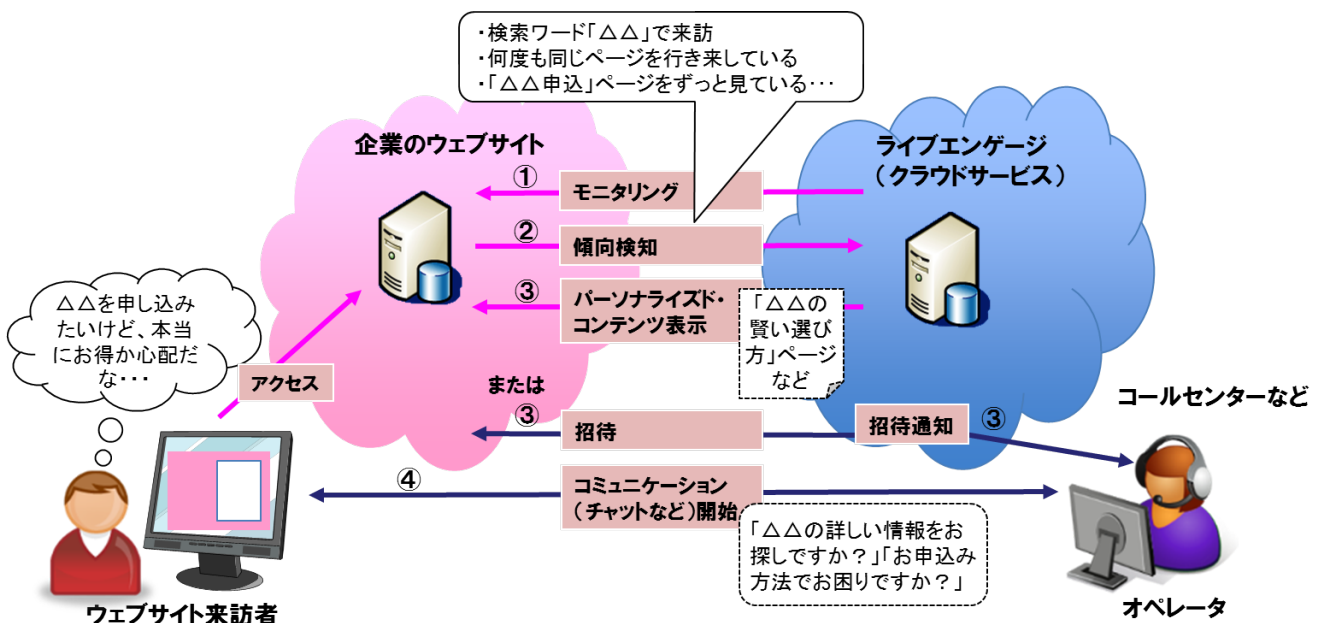 ・検索ワード「△△」で来訪
・何度も同じページを行き来している
・「△△申込」ページをずっと見ている・・・
企業のウェブサイト
ライブエンゲージ
（クラウドサービス）
①
モニタリング
②
傾向検知
③
パーソナライズド・
コンテンツ表示
「△△の
賢い選び
方」ページ
など
△△を申し込み
たいけど、本当
にお得か心配だ
な・・・
アクセス
または
③
招待
招待通知
③
コールセンターなど
④
コミュニケーション
（チャットなど）開始
「△△の詳しい情報をお
探しですか？」「お申込み
方法でお困りですか？」
ウェブサイト来訪者
オペレータ